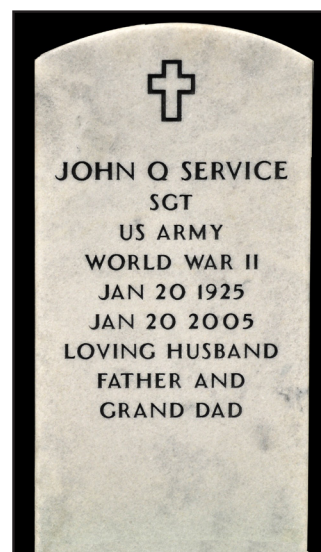 JOHN Q SERVICE
SGT
US ARMY
WORLD WAR II
JAN 20 1925
JAN 20 2005
LOVING HUSBAND
FATHER AND
GRAND DAD